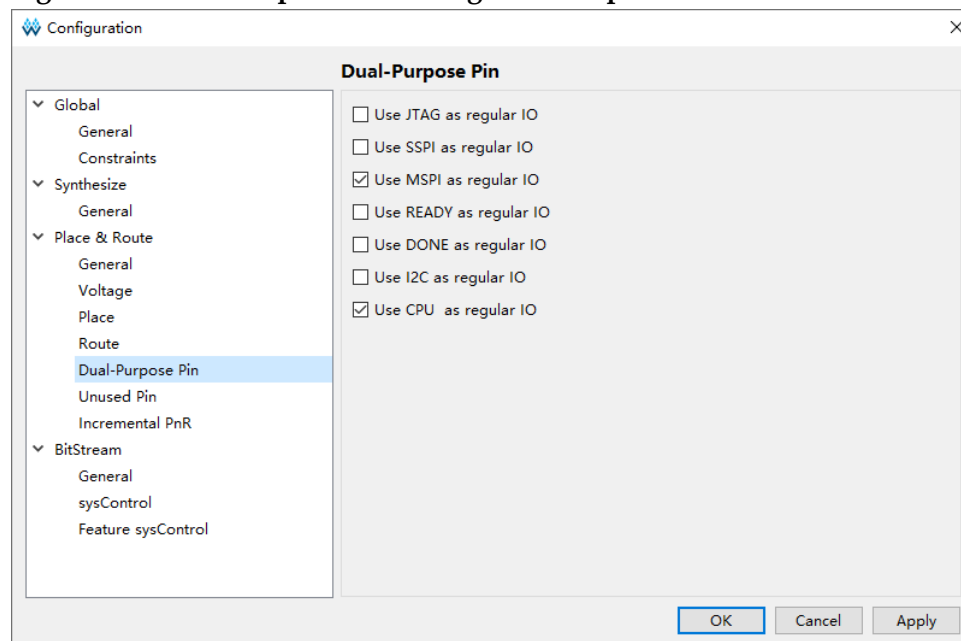 Configuration
Dual-Purpose Pin
Global
General
Constraints
Synthesize
General
Place & Route
General
Voltage
Place
Route
Dual-Purpose Pin
Unused Pin
Incremental PnR
BitStream
General
sysControl
Feature sysControl
Use JTAG as regular IO
Use SSPI as regular IO
Use MSPI as regular IO
Use READY as regular IO
Use DONE as regular IO
Use I2C as regular IO
Use CPU as regular IO
OK
Cancel
Apply